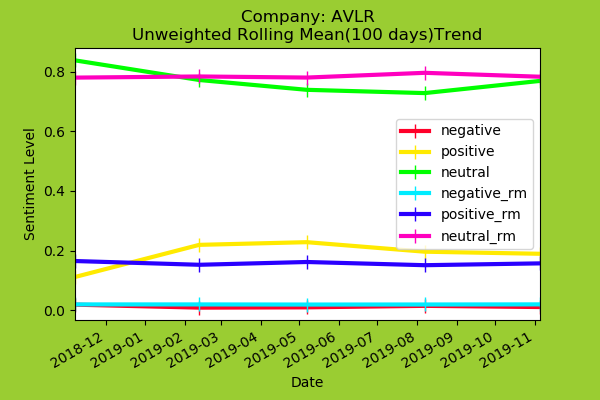 Company: AVLR
Unweighted Rolling Mean(100 days)Trend
Sentiment Level
0.8
0.6
0.4
0.2
0.0
negative
positive
neutral
negative_rm
positive_rm
neutral_rm
2018-12
2019-01
2019-02
2019-03
2019-04
2019-05
2019-06
2019-07
2019-08
2019-09
2019-10
2019-11
Date